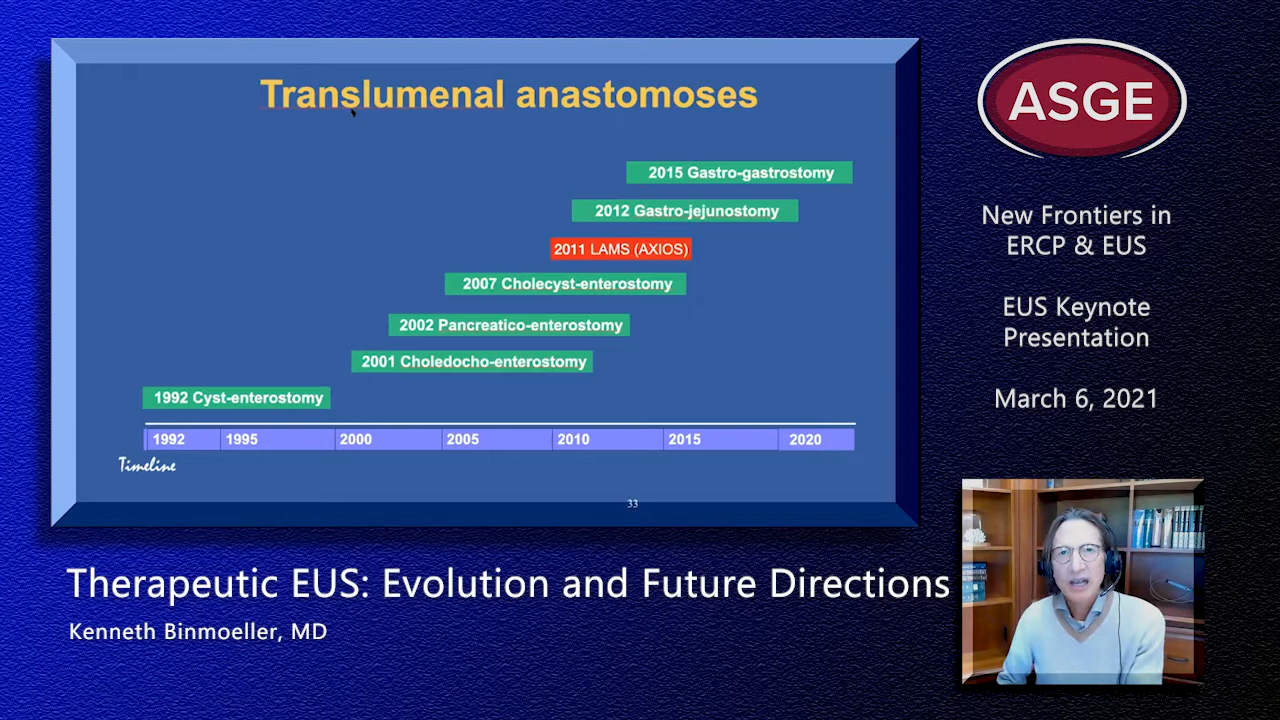 Translumenal anastomoses
2015 Gastro-gastrostomy
2012 Gastro-jejunostomy
2011 LAMS (AXIOS)
2007 Cholecyst-enterostomy
2002 Pancreatico-enterostomy
2001 Choledocho-enterostomy
1992 Cyst-enterostomy
1992 1995 2000 2005 2010 2015 2020
Timeline
33
ASGE
New Frontiers in
ERCP & EUS
EUS Keynote
Presentation
March 6, 2021
Therapeutic EUS: Evolution and Future Directions
Kenneth Binmoeller, MD